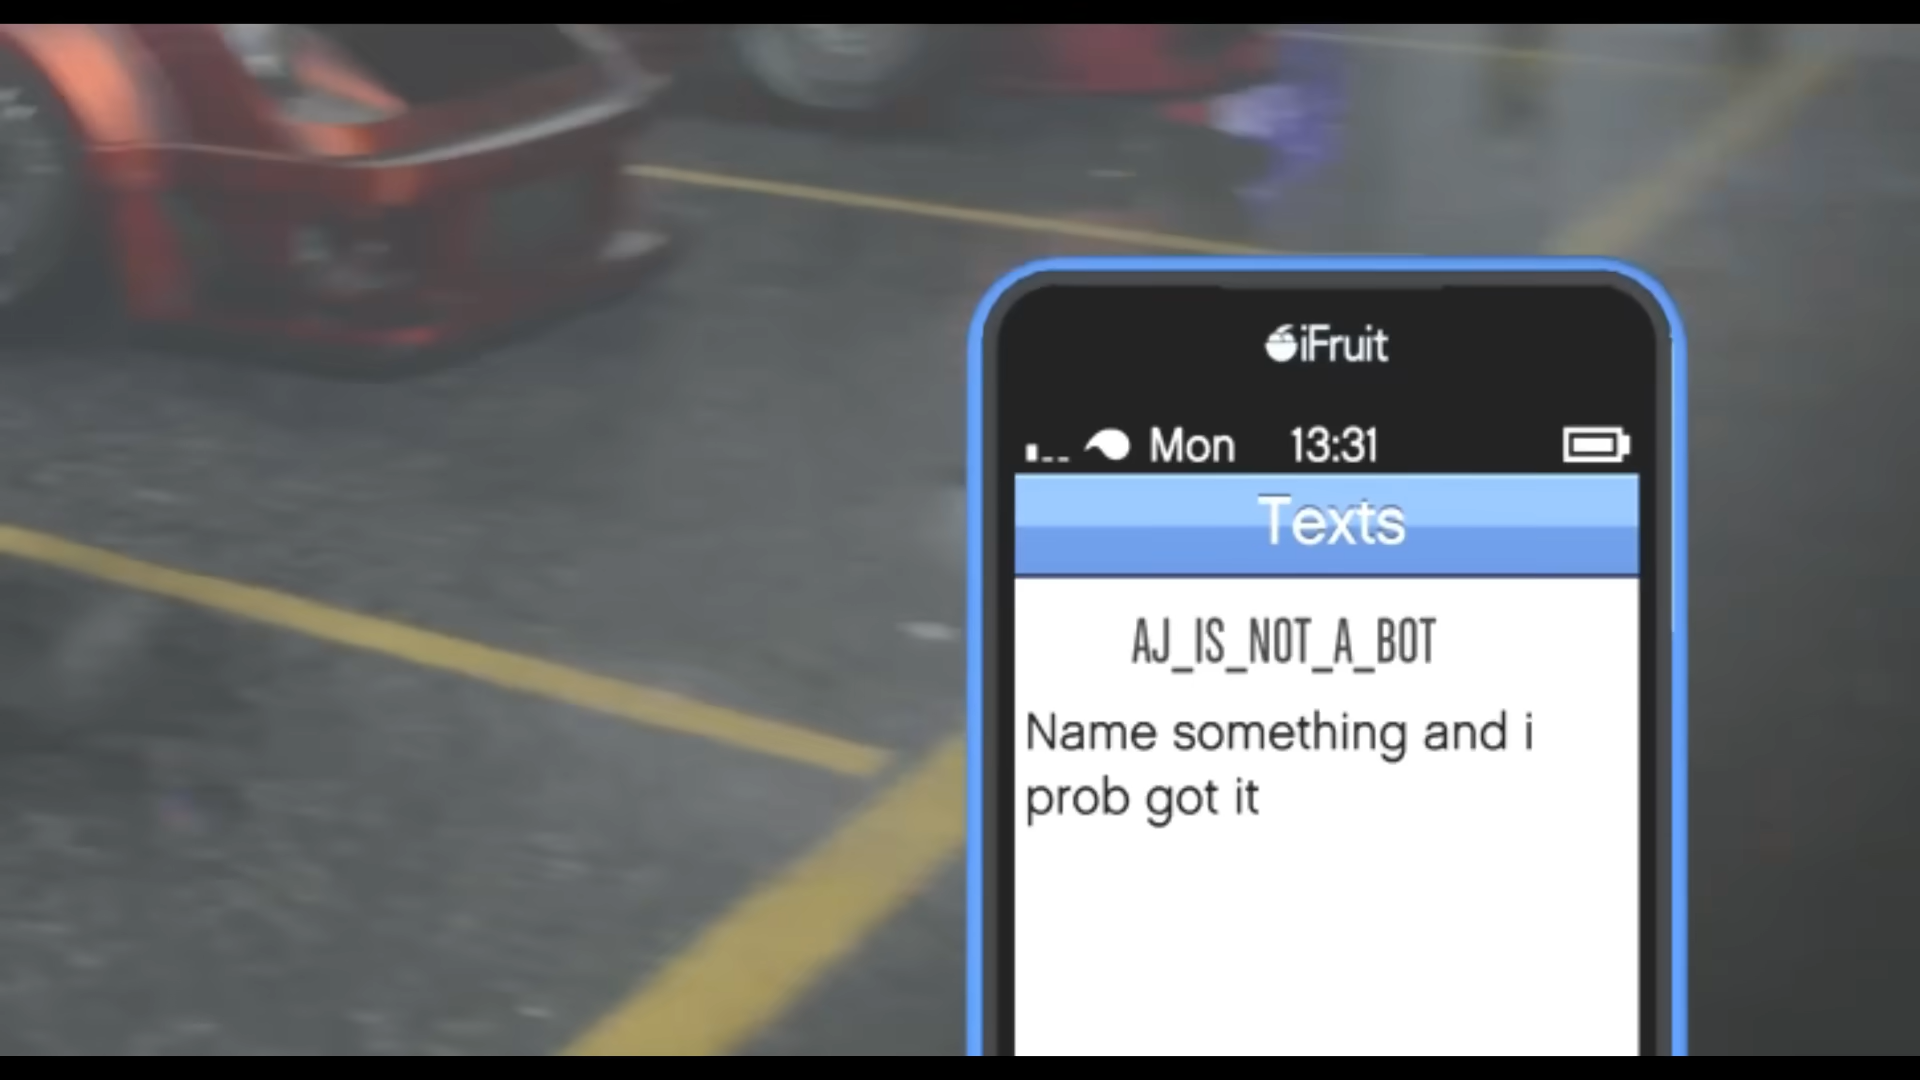 iFruit
Mon 13:31
Texts
AJ_IS_NOT_A_BOT
Name something and i
prob got it